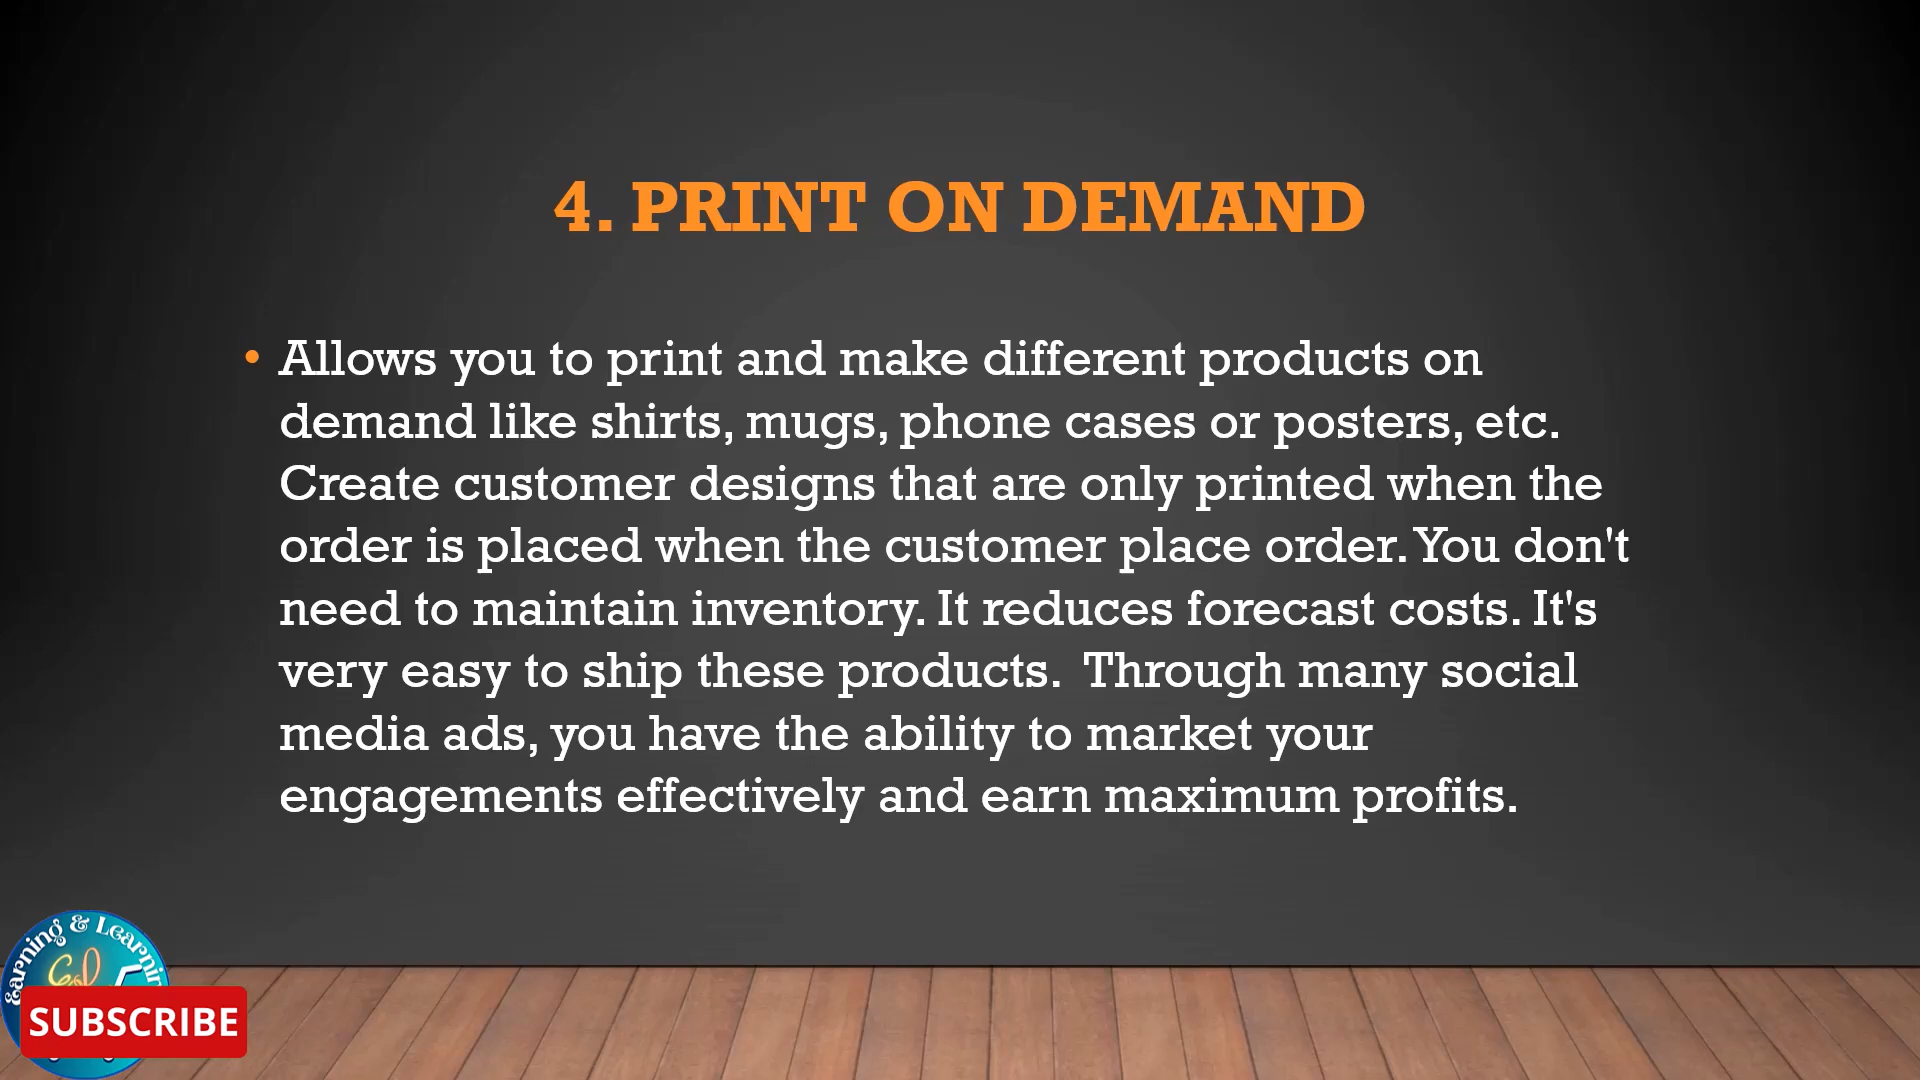 4. PRINT ON DEMAND
• Allows you to print and make different products on
demand like shirts, mugs, phone cases or posters, etc.
Create customer designs that are only printed when the
order is placed when the customer place order. You don't
need to maintain inventory. It reduces forecast costs. It's
very easy to ship these products.  Through many social
media ads, you have the ability to market your
engagements effectively and earn maximum profits.
Earning & Learning
SUBSCRIBE